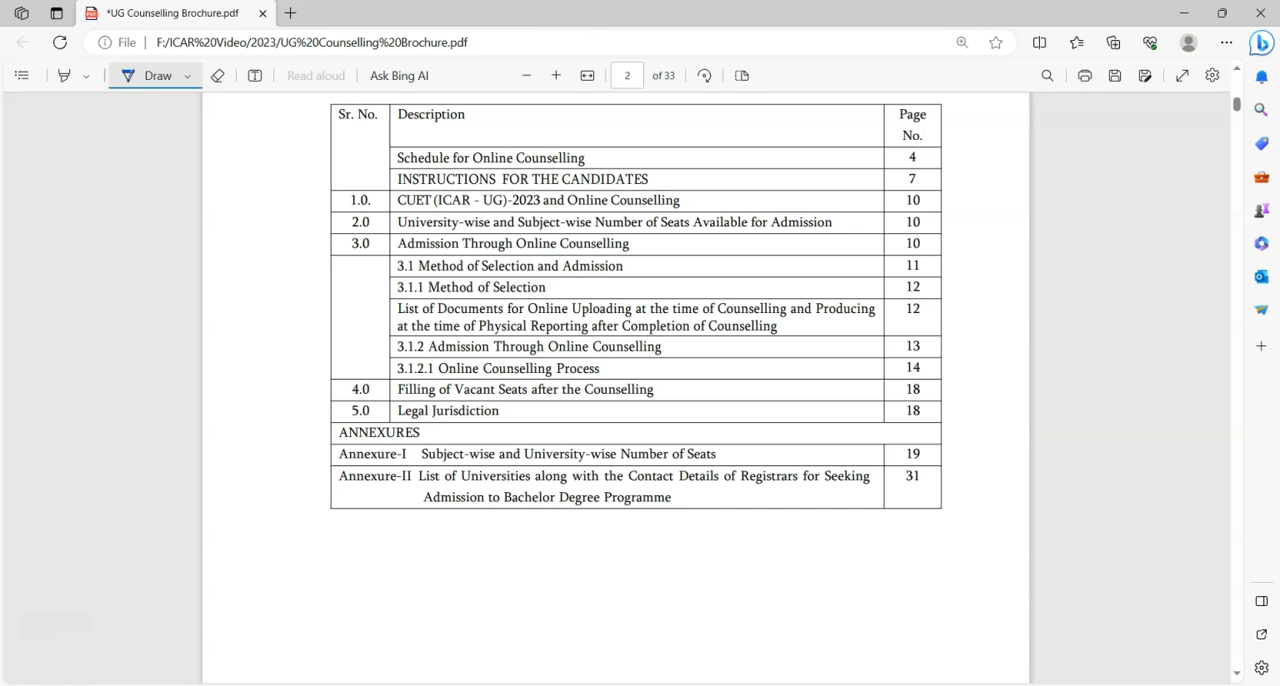 *UG Counselling Brochure.pdf
File
F:/ICAR%20Video/2023/UG%20Counselling%20Brochure.pdf
Draw
Read aloud
Ask Bing AI
2
of 33
Sr. No.
Description
Page
No.
Schedule for Online Counselling
4
INSTRUCTIONS FOR THE CANDIDATES
7
1.0.
CUET (ICAR - UG)-2023 and Online Counselling
10
2.0
University-wise and Subject-wise Number of Seats Available for Admission
10
3.0
Admission Through Online Counselling
10
3.1 Method of Selection and Admission
11
3.1.1 Method of Selection
12
List of Documents for Online Uploading at the time of Counselling and Producing
at the time of Physical Reporting after Completion of Counselling
12
3.1.2 Admission Through Online Counselling
13
3.1.2.1 Online Counselling Process
14
4.0
Filling of Vacant Seats after the Counselling
18
5.0
Legal Jurisdiction
18
ANNEXURES
Annexure-I Subject-wise and University-wise Number of Seats
19
Annexure-II List of Universities along with the Contact Details of Registrars for Seeking
Admission to Bachelor Degree Programme
31